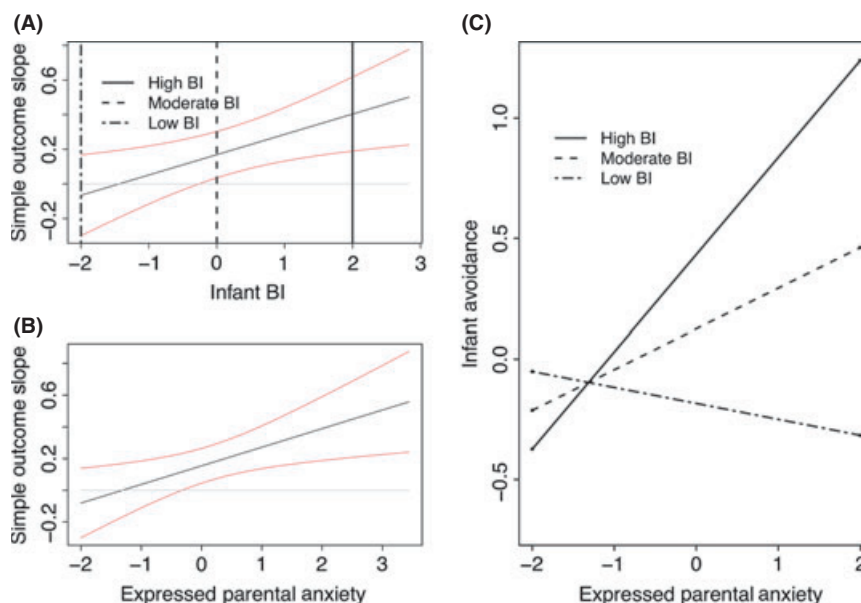 (A)
Simple outcome slope
0.6
0.2
−0.2
High BI
Moderate BI
Low BI
−2 −1 0 1 2 3
Infant BI
(B)
Simple outcome slope
0.6
0.2
−0.2
−2 −1 0 1 2 3
Expressed parental anxiety
(C)
Infant avoidance
1.0
0.5
0.0
−0.5
High BI
Moderate BI
Low BI
−2 −1 0 1 2
Expressed parental anxiety